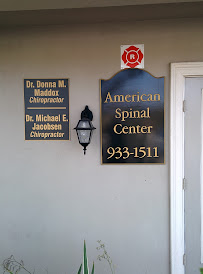 Dr. Donna M.
Maddox
Chiropractor
Dr. Michael E.
Jacobsen
Chiropractor
R
American
Spinal
Center
933-1511